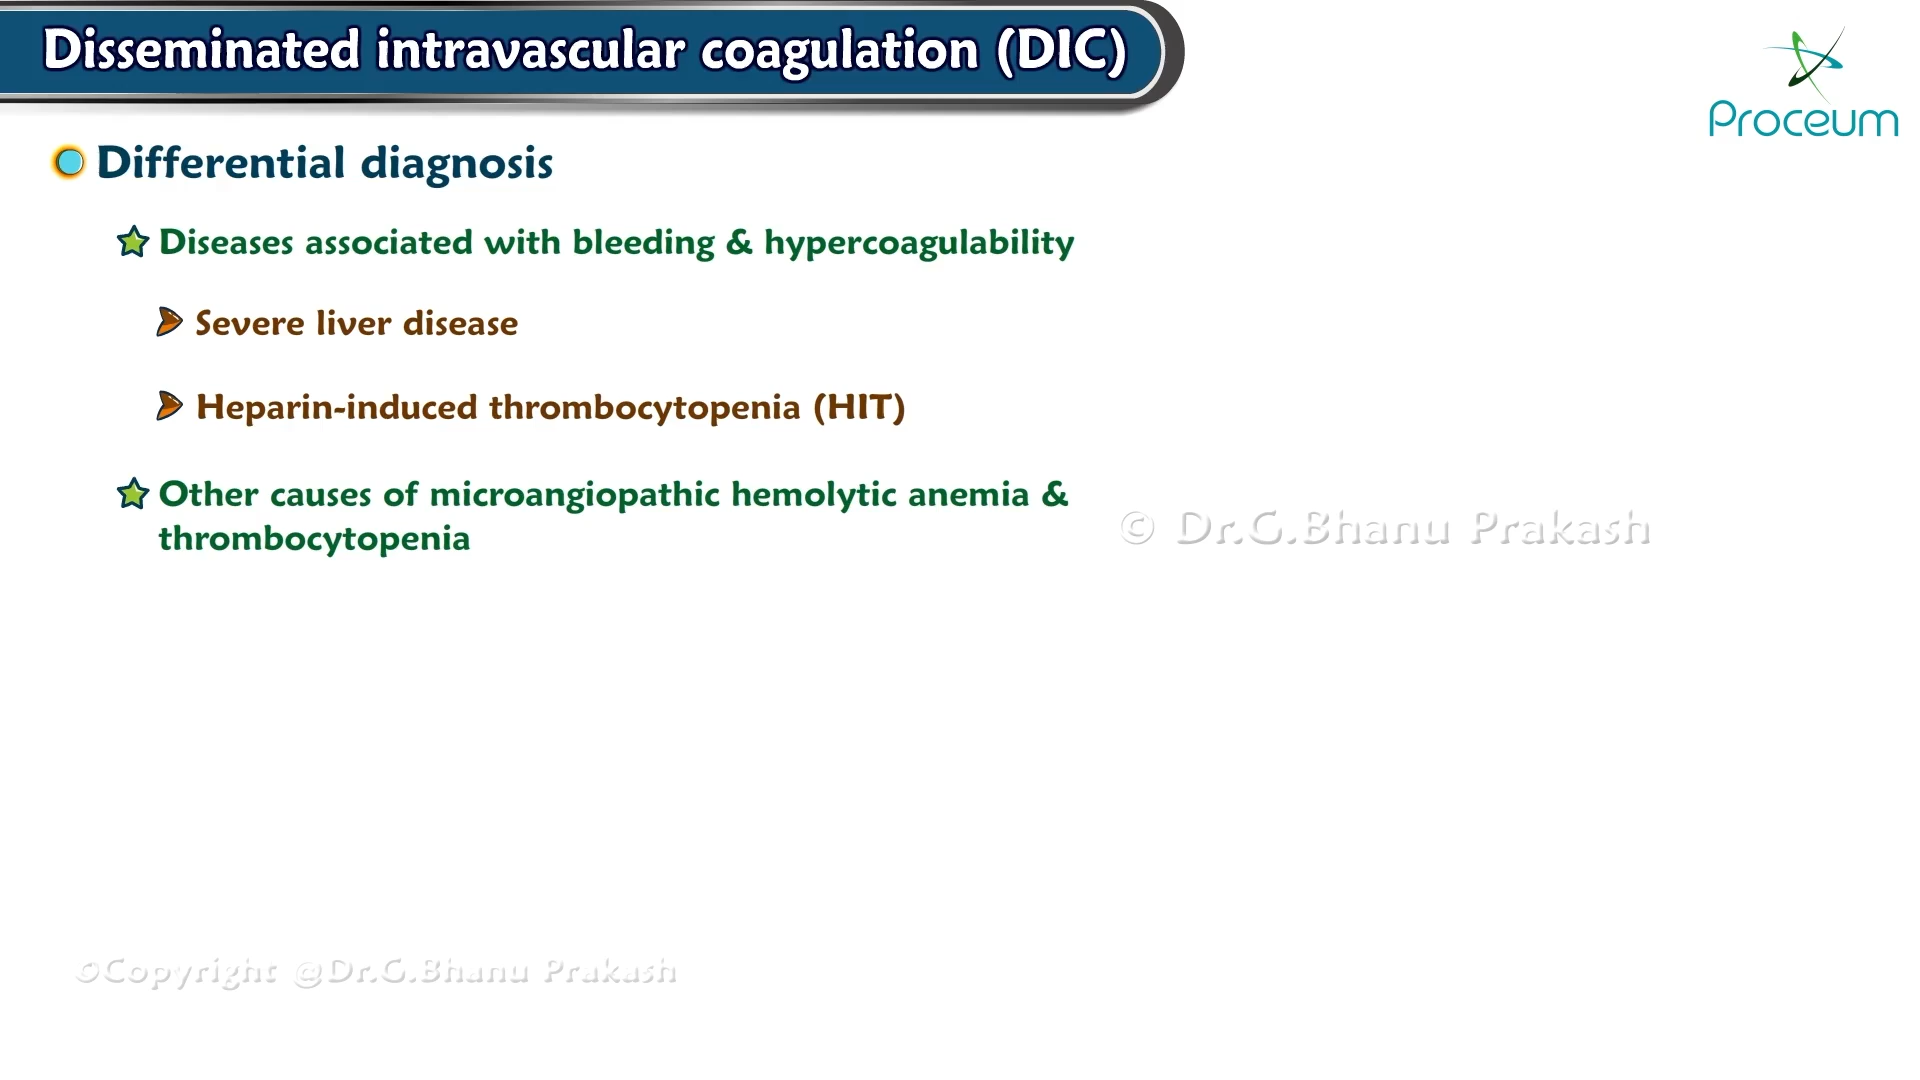 Disseminated intravascular coagulation (DIC)
Proceum
Differential diagnosis
Diseases associated with bleeding & hypercoagulability
Severe liver disease
Heparin-induced thrombocytopenia (HIT)
Other causes of microangiopathic hemolytic anemia &
thrombocytopenia
© Dr.G.Bhanu Prakash
©Copyright @Dr.G.Bhanu Prakash